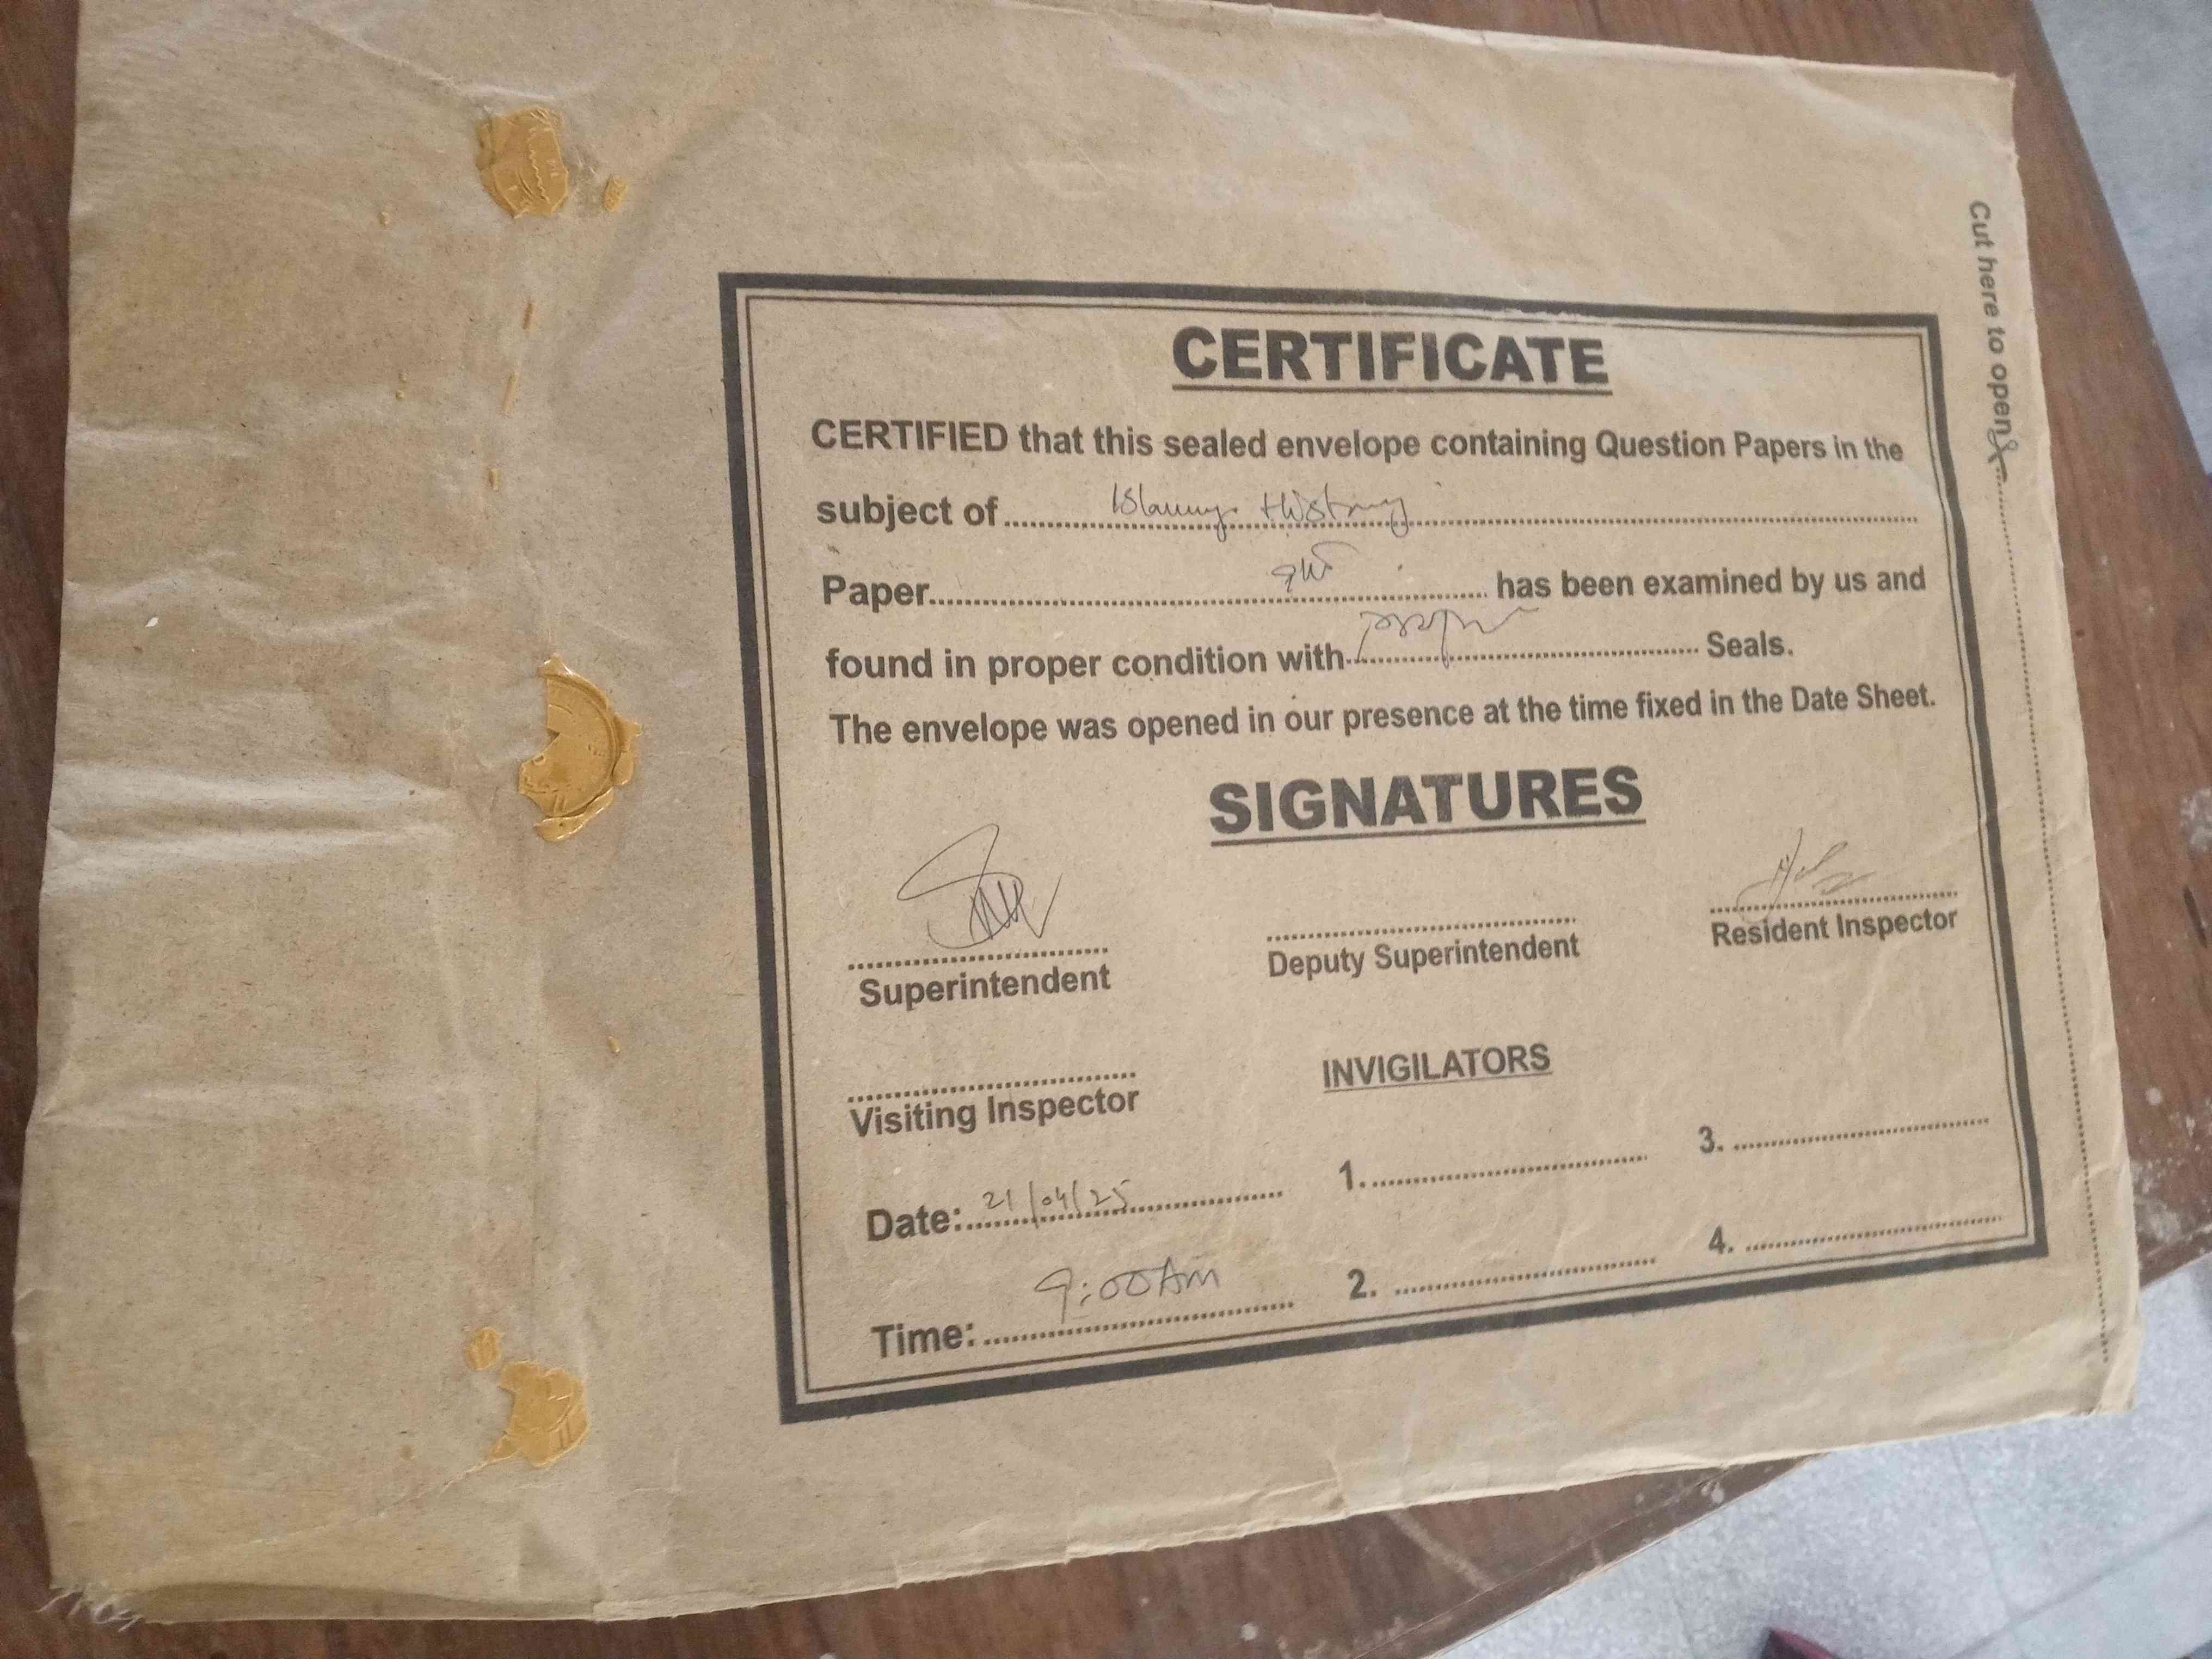 Cut here to open
CERTIFICATE
CERTIFIED that this sealed envelope containing Question Papers in the
subject of.......... History ..........
Paper.......... 9th .......... has been examined by us and
found in proper condition with.......... proper .......... Seals.
The envelope was opened in our presence at the time fixed in the Date Sheet.
SIGNATURES
Superintendent Deputy Superintendent Resident Inspector
Visiting Inspector
INVIGILATORS
Date: 21/04/25
Time: 9:00AM
1. .......... 3. ..........
2. .......... 4. ..........